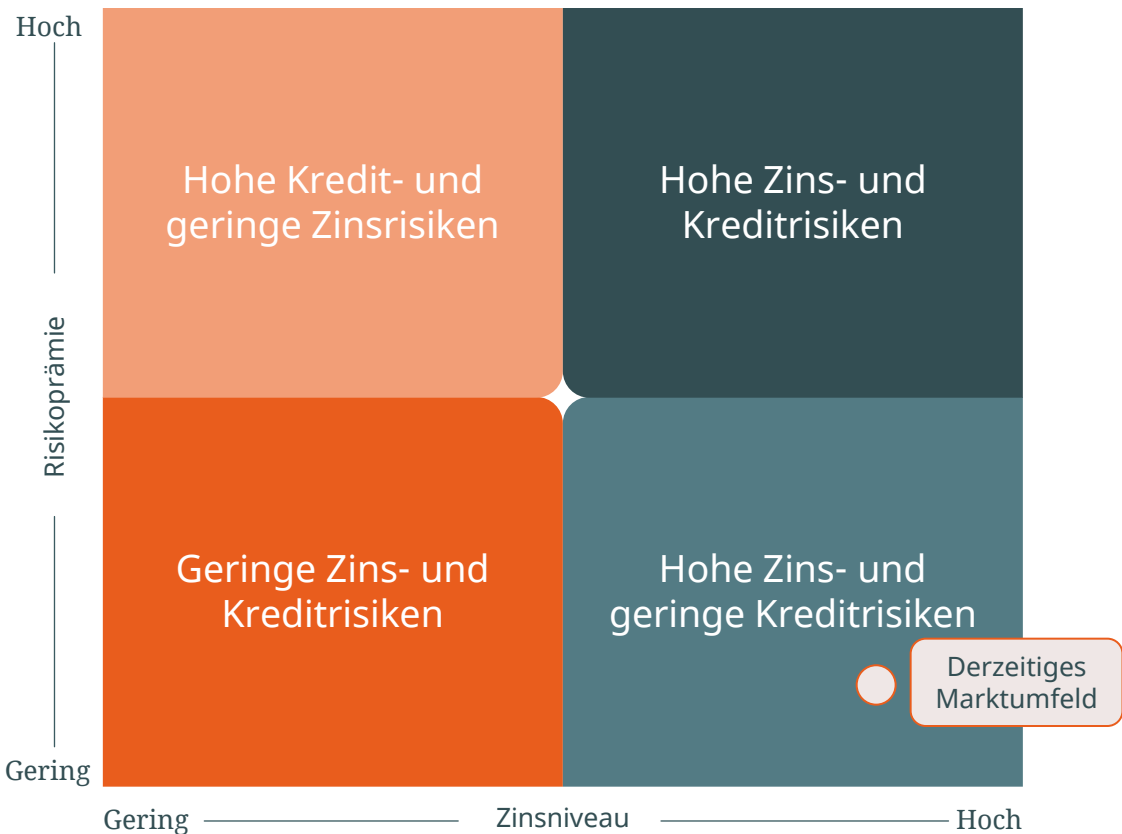 Hoch
Hohe Kredit- und
geringe Zinsrisiken
Hohe Zins- und
Kreditrisiken
Risikoprämie
Geringe Zins- und
Kreditrisiken
Hohe Zins- und
geringe Kreditrisiken
Derzeitiges
Marktumfeld
Gering
Gering
Zinsniveau
Hoch